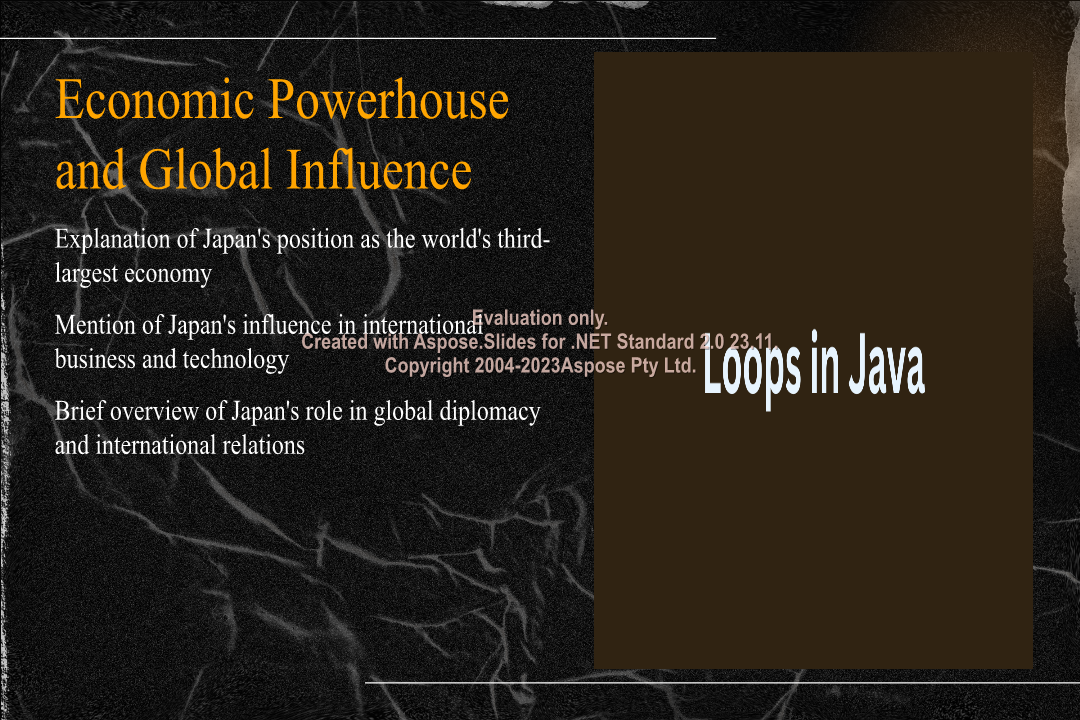 Economic Powerhouse
and Global Influence
Explanation of Japan's position as the world's third-
largest economy
Mention of Japan's influence in international
business and technology
Brief overview of Japan's role in global diplomacy
and international relations
Evaluation only.
Created with Aspose.Slides for .NET Standard 2.0 23.11.
Copyright 2004-2023Aspose Pty Ltd.
Loops in Java